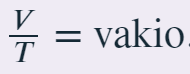 V/T = vakio.